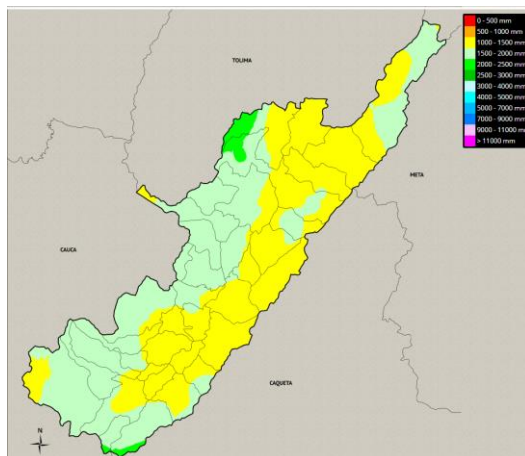 0 - 500 mm
500 - 1000 mm
1000 - 1500 mm
1500 - 2000 mm
2000 - 2500 mm
2500 - 3000 mm
3000 - 4000 mm
4000 - 5000 mm
5000 - 7000 mm
7000 - 9000 mm
9000 - 11000 mm
> 11000 mm
TOLIMA
META
CAUCA
CAQUETA
N